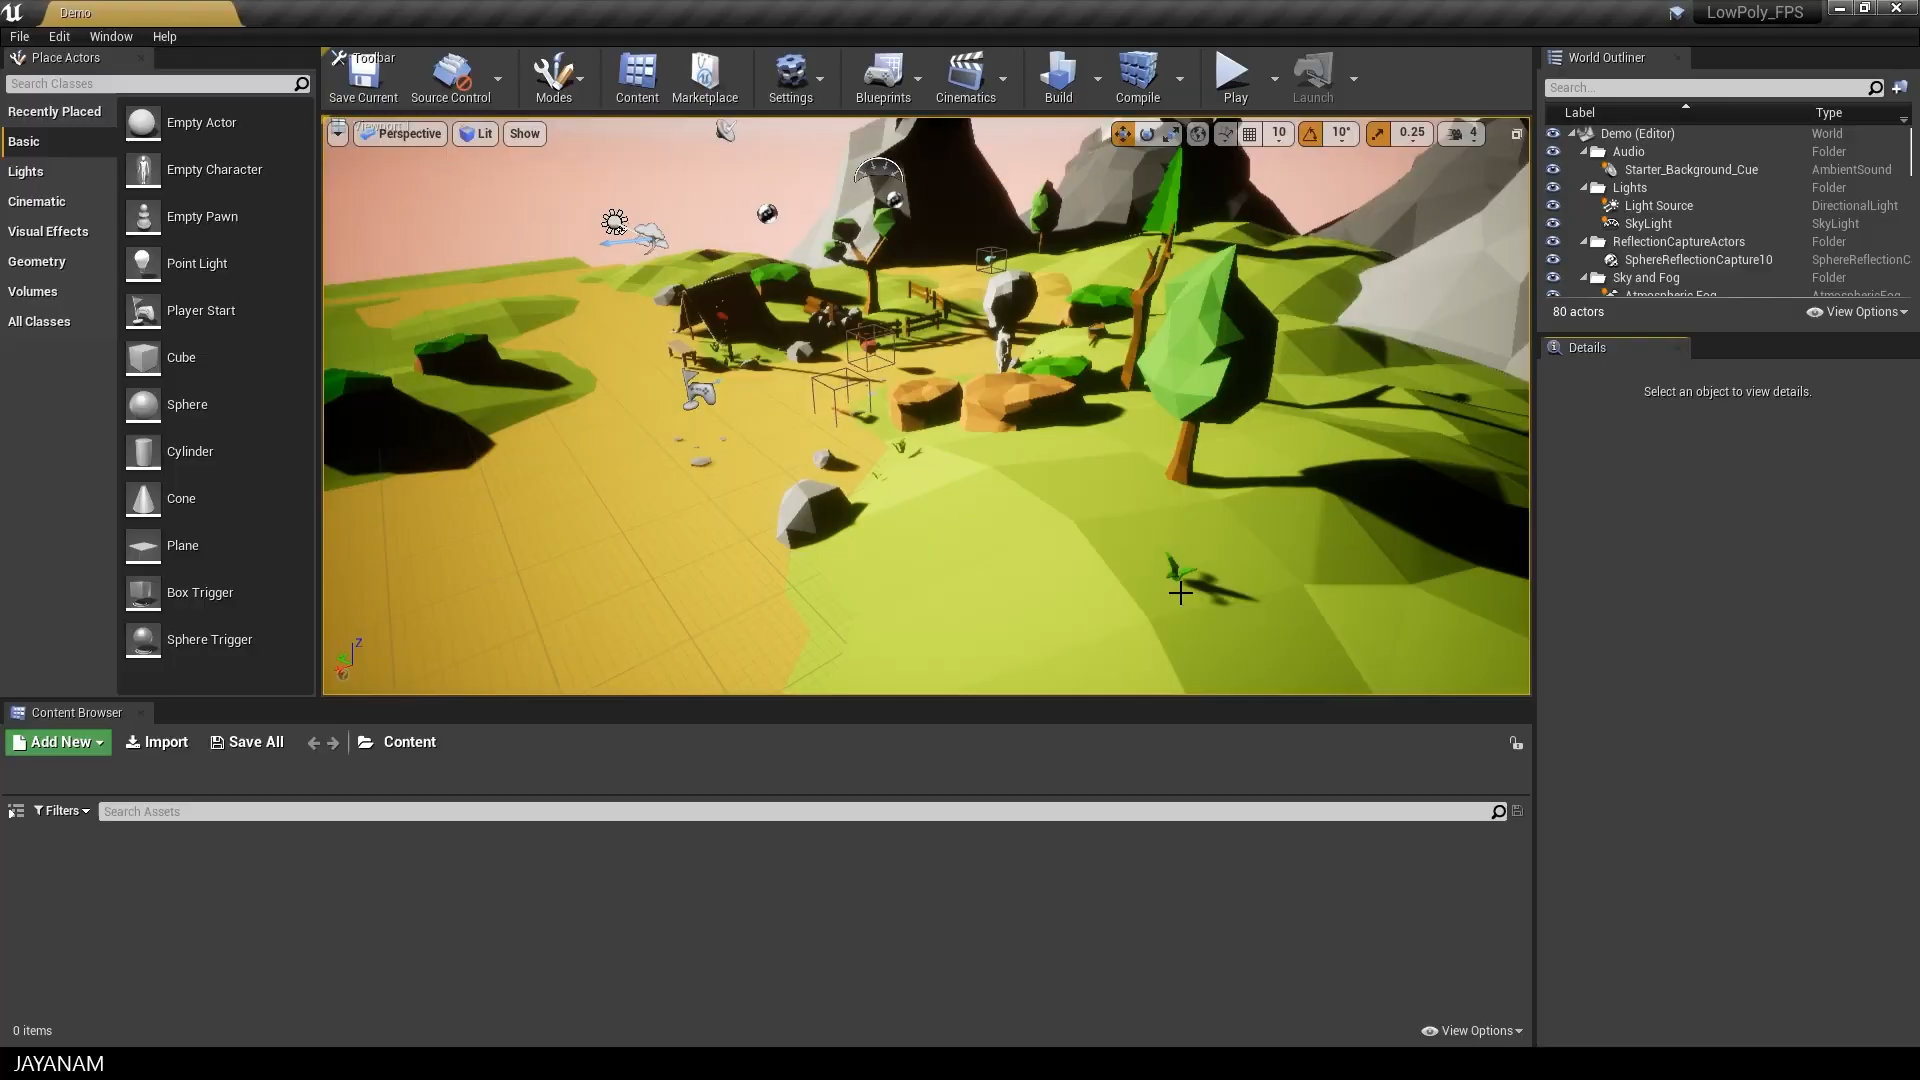 Demo
LowPoly_FPS
File Edit Window Help
Place Actors
Search Classes
Recently Placed
Basic
Lights
Cinematic
Visual Effects
Geometry
Volumes
All Classes
Empty Actor
Empty Character
Empty Pawn
Point Light
Player Start
Cube
Sphere
Cylinder
Cone
Plane
Box Trigger
Sphere Trigger
Toolbar
Save Current Source Control Modes Content Marketplace Settings Blueprints Cinematics Build Compile Play Launch
Viewport 1
Perspective Lit Show 10 10° 0.25 4
Z
World Outliner
Search...
Label Type
Demo (Editor) World
Audio Folder
Starter_Background_Cue AmbientSound
Lights Folder
Light Source DirectionalLight
SkyLight SkyLight
ReflectionCaptureActors Folder
SphereReflectionCapture10 SphereReflectionC
Sky and Fog Folder
Atmospheric Fog AtmosphericFog
80 actors View Options
Details
Select an object to view details.
Content Browser
Add New Import Save All Content
Filters Search Assets
0 items View Options
JAYANAM